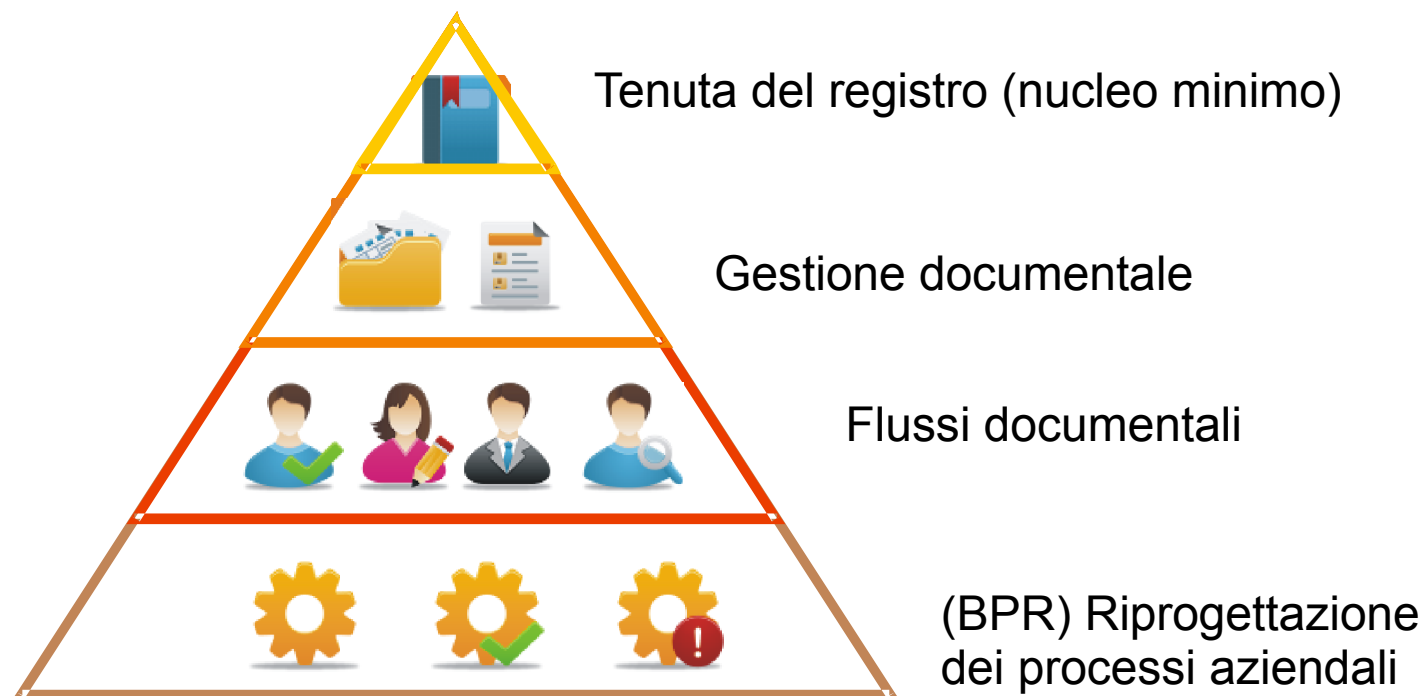 Tenuta del registro (nucleo minimo)
Gestione documentale
Flussi documentali
(BPR) Riprogettazione
dei processi aziendali